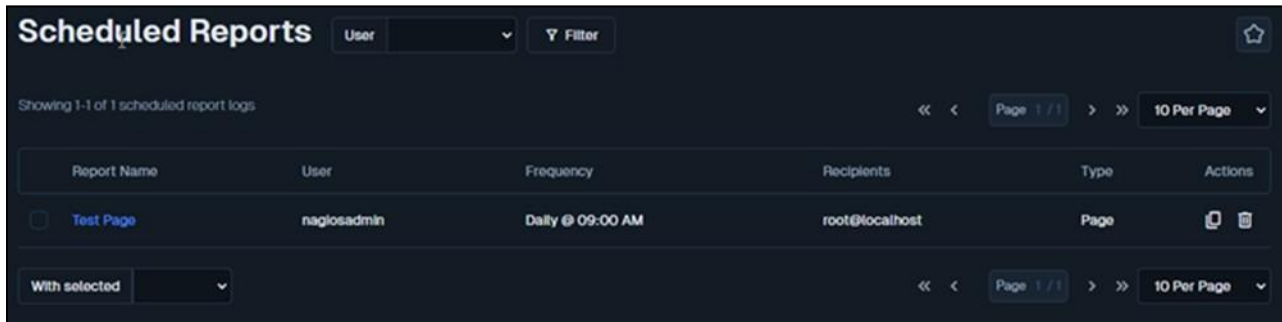 Scheduled Reports User Filter
Showing 1-1 of 1 scheduled report logs « ‹ Page 1 / 1 › » 10 Per Page
Report Name User Frequency Recipients Type Actions
Test Page nagiosadmin Daily @ 09:00 AM root@localhost Page
With selected « ‹ Page 1 / 1 › » 10 Per Page